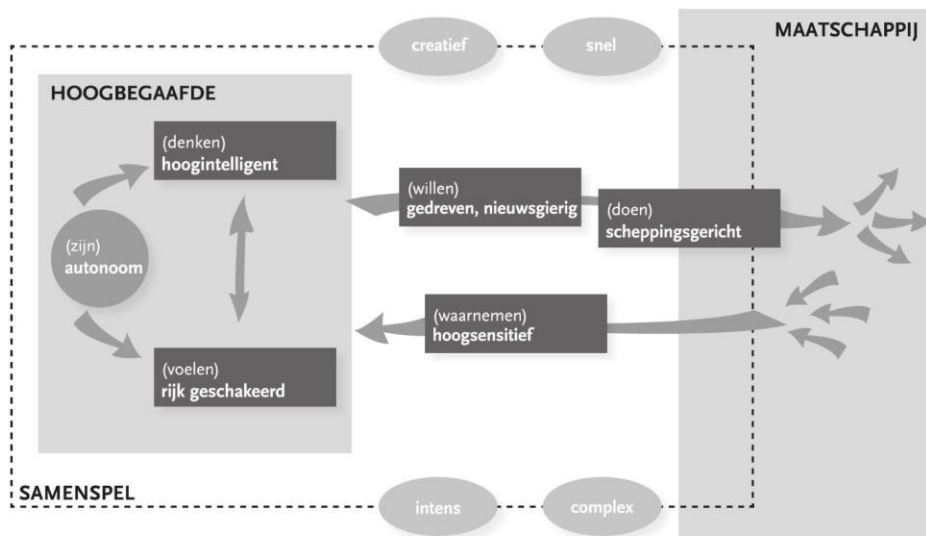 creatief
snel
MAATSCHAPPIJ
HOOGBEGAAFDE
(denken)
hoogintelligent
(willen)
gedreven, nieuwsgierig
(doen)
scheppingsgericht
(zijn)
autonoom
(waarnemen)
hoogsensitief
(voelen)
rijk geschakeerd
SAMENSPEL
intens
complex